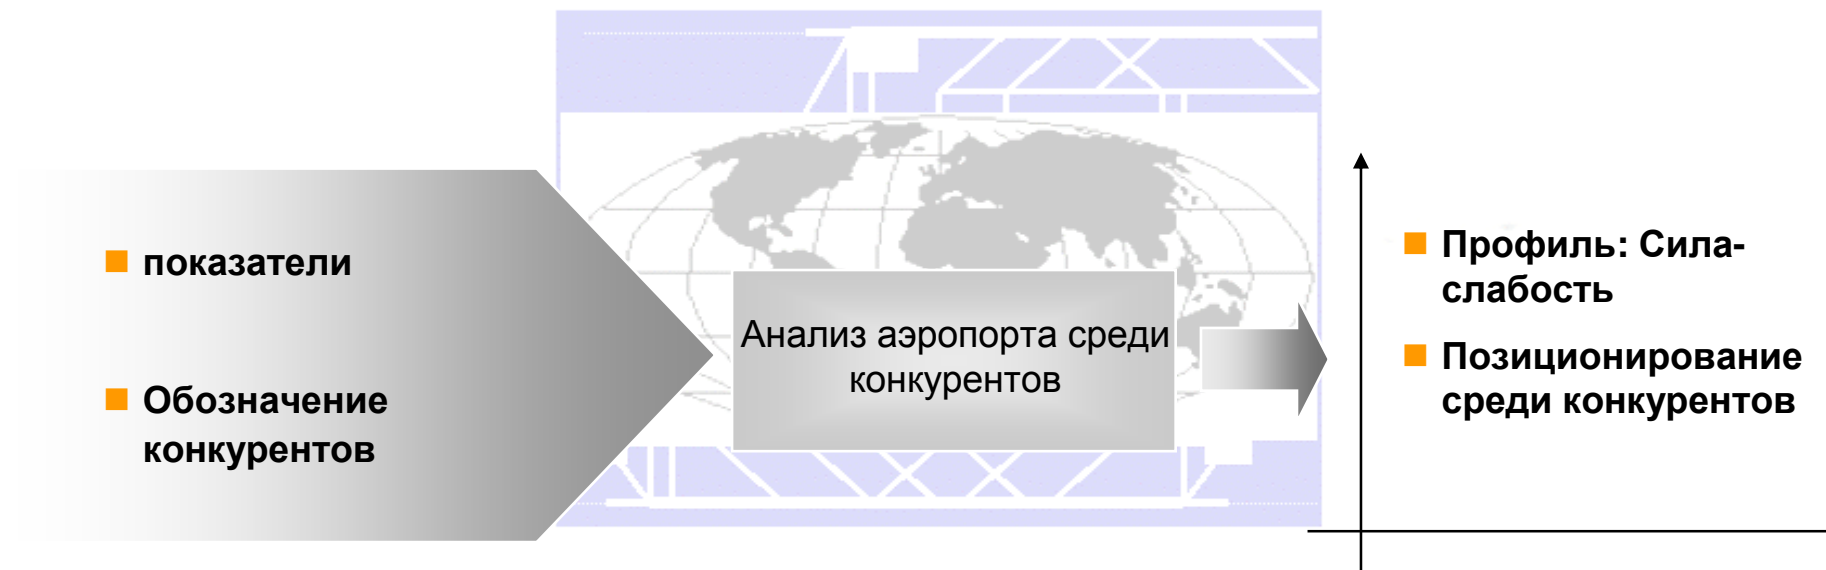 показатели
Обозначение
конкурентов
Анализ аэропорта среди
конкурентов
Профиль: Сила-
слабость
Позиционирование
среди конкурентов